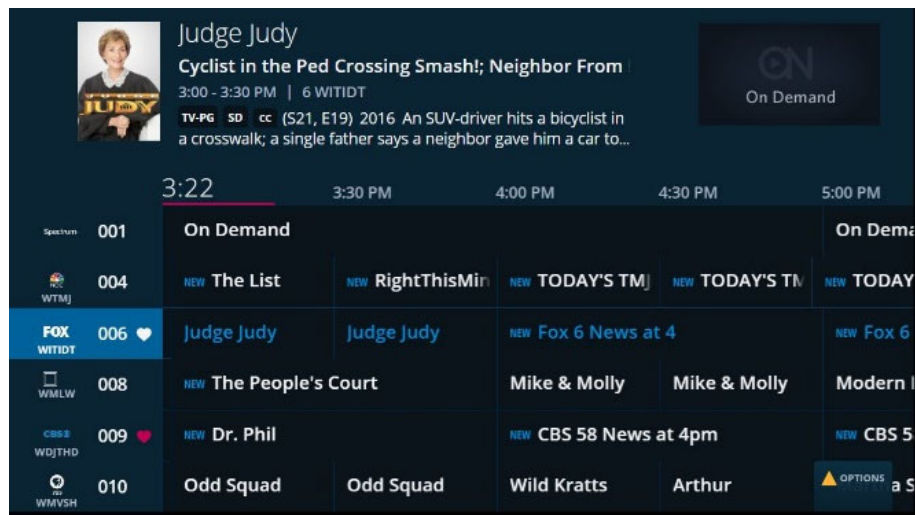 Judge Judy
Cyclist in the Ped Crossing Smash!; Neighbor From
3:00 - 3:30 PM | 6 WITIDT
TV-PG SD CC (S21, E19) 2016 An SUV-driver hits a bicyclist in
a crosswalk; a single father says a neighbor gave him a car to...
JUDY
ON
On Demand
3:22 3:30 PM 4:00 PM 4:30 PM 5:00 PM
Spectrum 001 On Demand On Dema
NBC WTMJ 004 NEW The List NEW RightThisMin NEW TODAY'S TMJ NEW TODAY'S TM NEW TODAY
FOX WITIDT 006 Judge Judy Judge Judy NEW Fox 6 News at 4 NEW Fox 6
WMLW 008 NEW The People's Court Mike & Molly Mike & Molly Modern
CBS WDJTHD 009 NEW Dr. Phil NEW CBS 58 News at 4pm NEW CBS 5
WMVSH 010 Odd Squad Odd Squad Wild Kratts Arthur OPTIONS a S